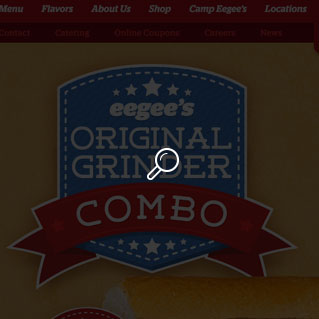 Menu Flavors About Us Shop Camp Eegee's Locations
Contact Catering Online Coupons Careers News
eegee's
ORIGINAL
GRINDER
COMBO